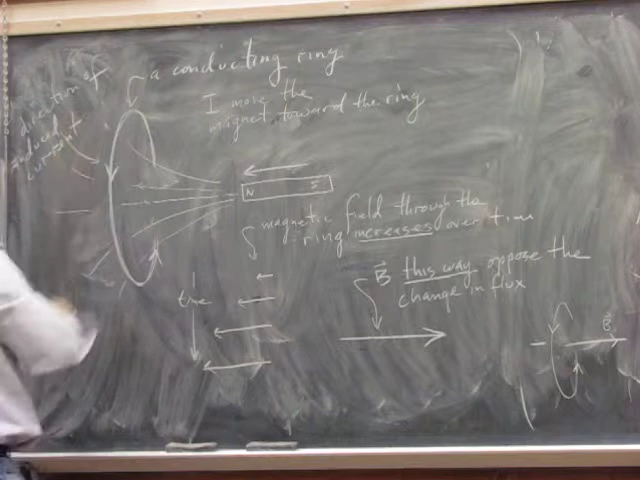 a conducting ring
direction of
induced
current
I move the
magnet toward the ring
N S
magnetic field through the
ring increases over time
B this way oppose the
change in flux
B